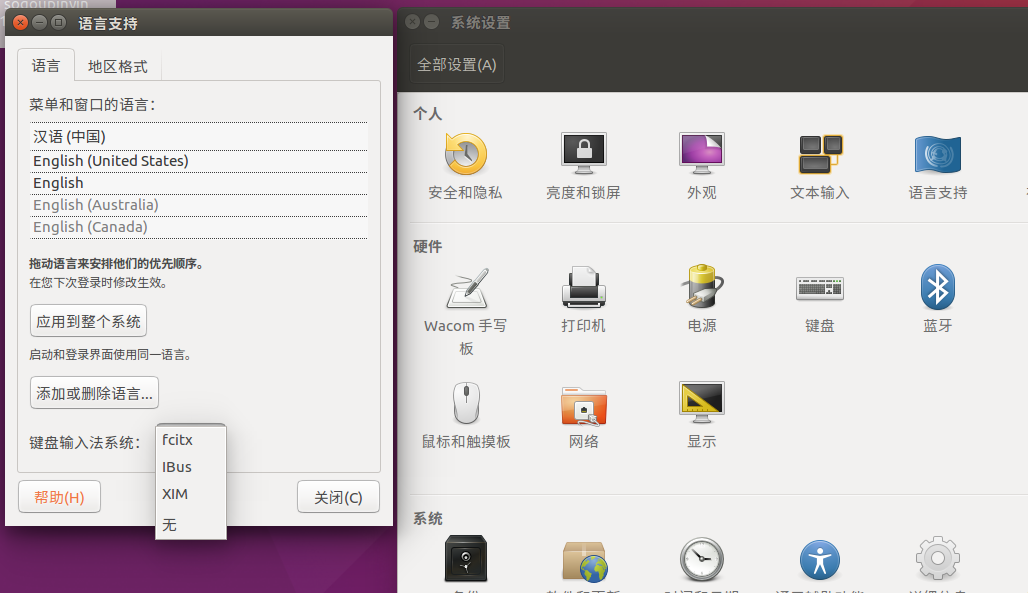 sogoupinyin
语言支持
语言
地区格式
菜单和窗口的语言：
汉语 (中国)
English (United States)
English
English (Australia)
English (Canada)
拖动语言来安排他们的优先顺序。
在您下次登录时修改生效。
应用到整个系统
启动和登录界面使用同一语言。
添加或删除语言...
键盘输入法系统：
fcitx
IBus
XIM
无
帮助(H)
关闭(C)
系统设置
全部设置(A)
个人
安全和隐私
亮度和锁屏
外观
文本输入
语言支持
硬件
Wacom 手写
板
打印机
电源
键盘
蓝牙
鼠标和触摸板
网络
显示
系统